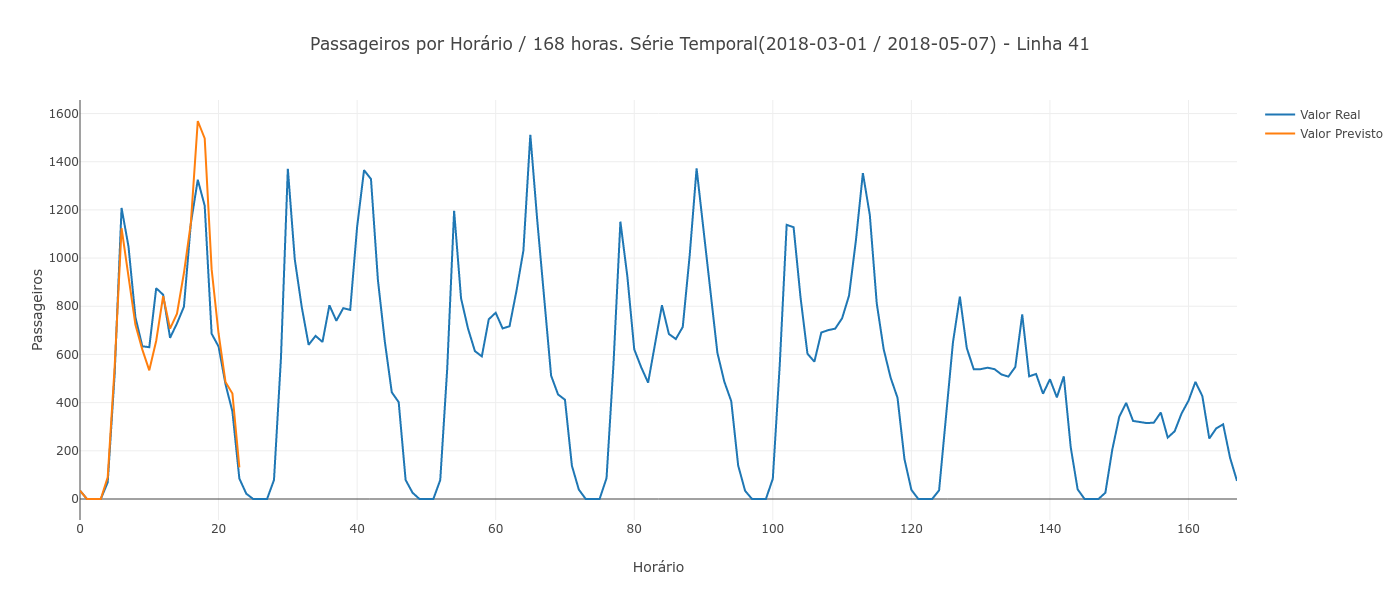 Passageiros por Horário / 168 horas. Série Temporal(2018-03-01 / 2018-05-07) - Linha 41
Valor Real
Valor Previsto
Passageiros
1600
1400
1200
1000
800
600
400
200
0
0 20 40 60 80 100 120 140 160
Horário